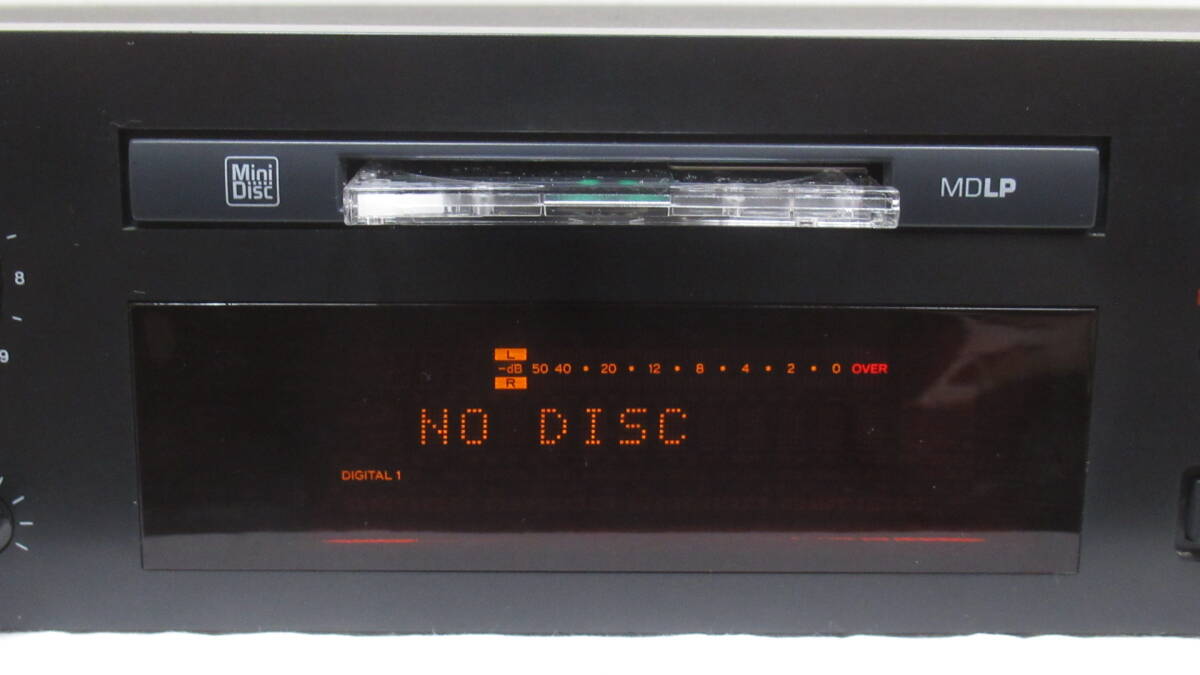 Mini
Disc
MDLP
8
9
L
-dB 50 40 • 20 • 12 • 8 • 4 • 2 • 0 OVER
R
NO DISC
DIGITAL 1